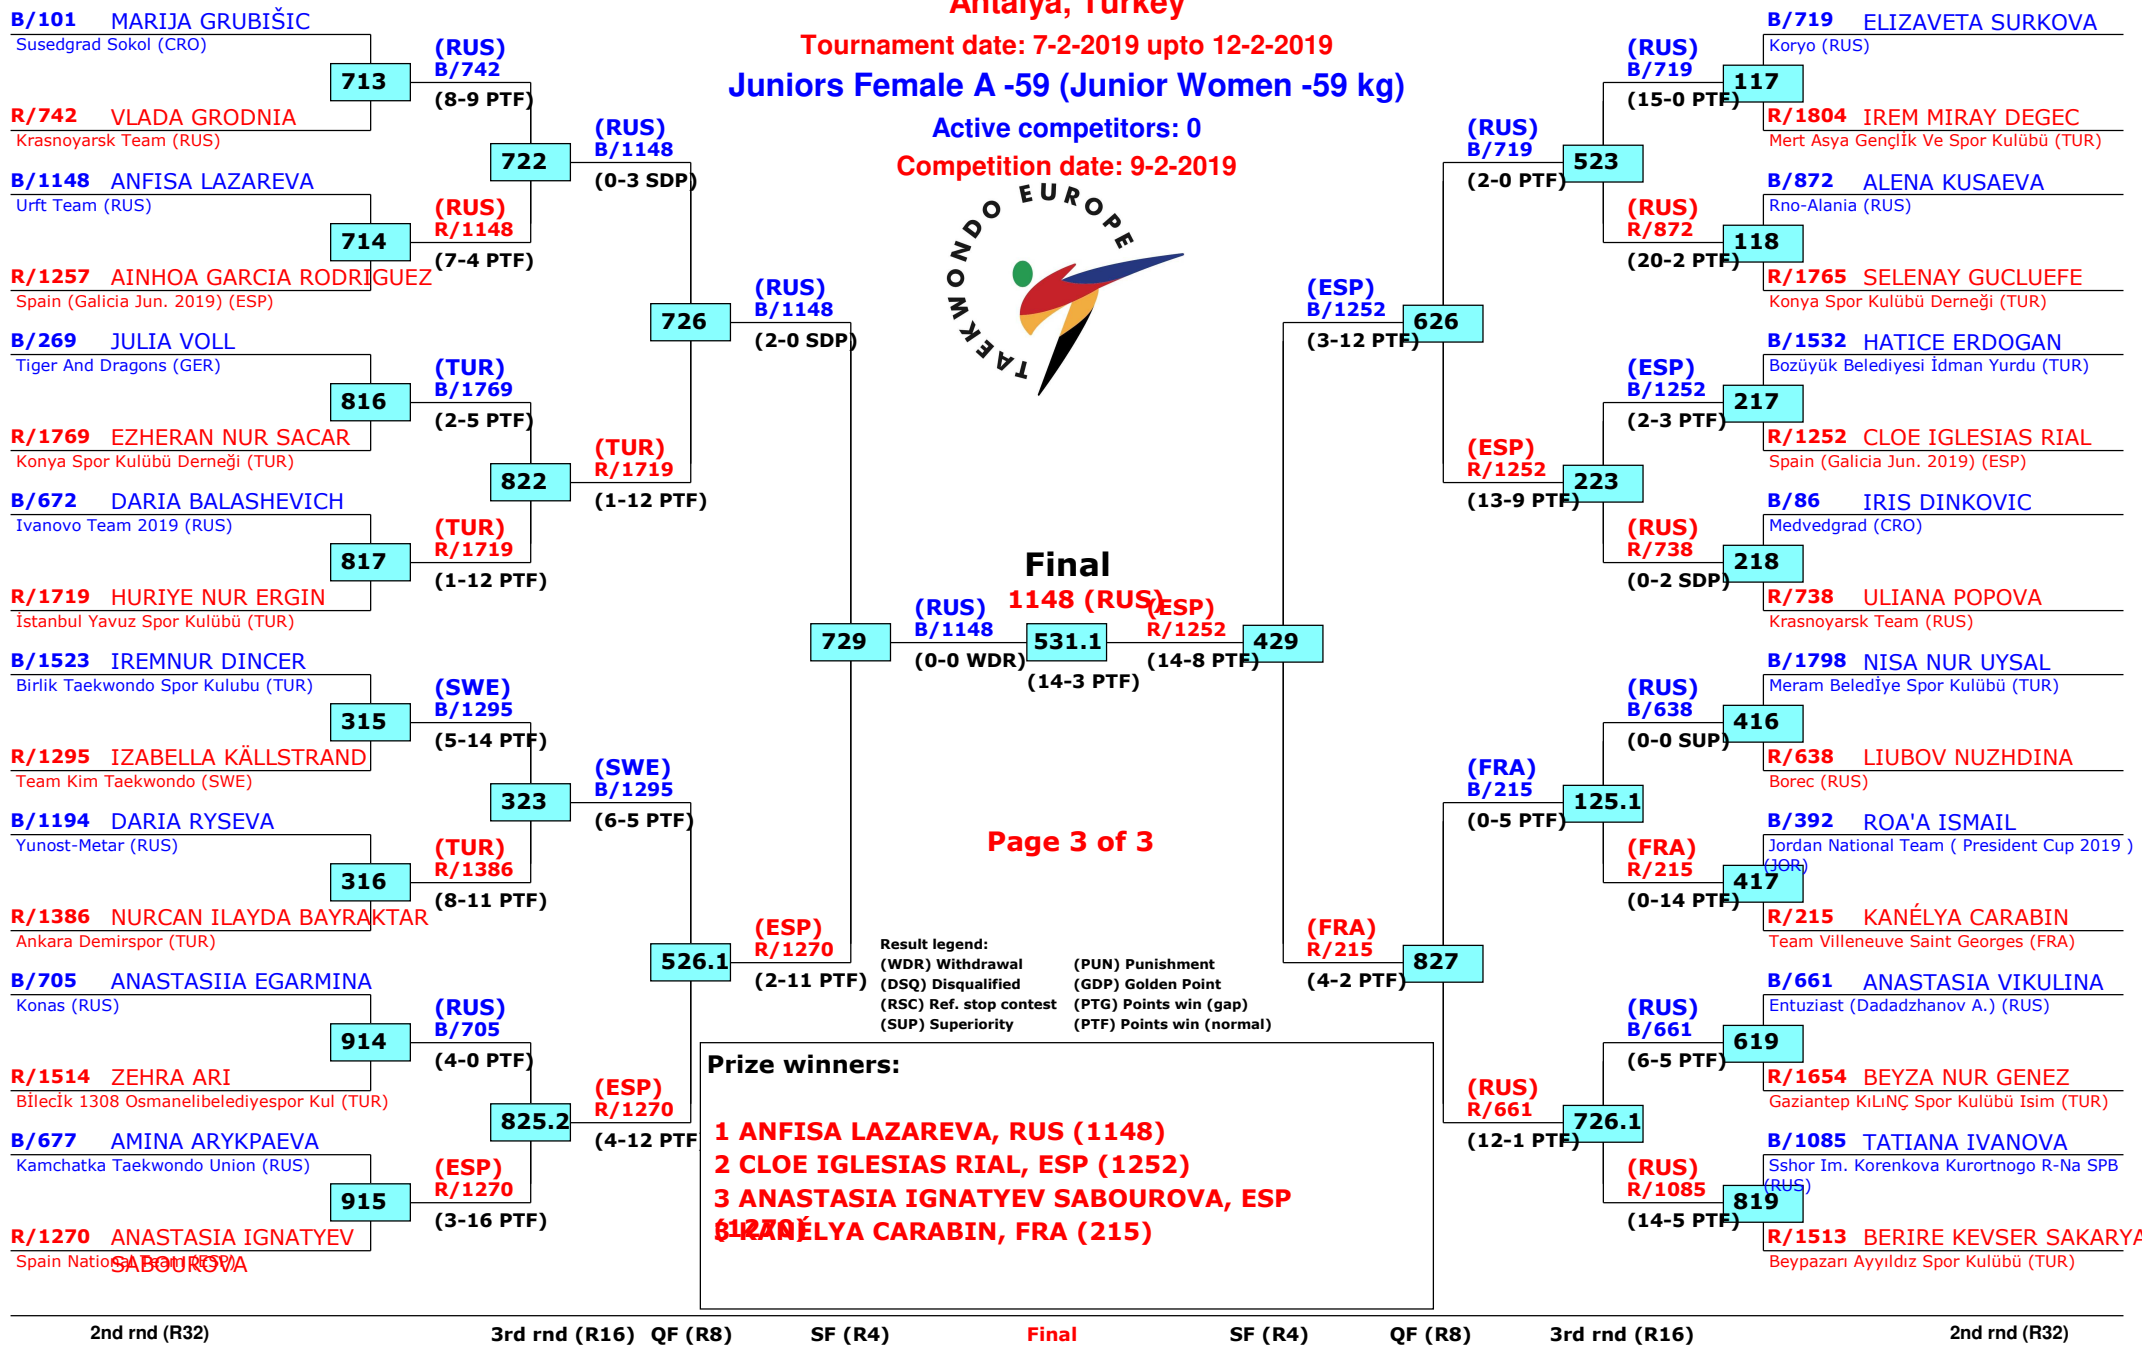 Antalya, Turkey
Tournament date: 7-2-2019 upto 12-2-2019
Juniors Female A -59 (Junior Women -59 kg)
Active competitors: 0
Competition date: 9-2-2019
TAEKWONDO EUROPE
B/101 MARIJA GRUBIŠIC
Susedgrad Sokol (CRO)
713
R/742 VLADA GRODNIA
Krasnoyarsk Team (RUS)
B/1148 ANFISA LAZAREVA
Urft Team (RUS)
714
R/1257 AINHOA GARCIA RODRIGUEZ
Spain (Galicia Jun. 2019) (ESP)
B/269 JULIA VOLL
Tiger And Dragons (GER)
816
R/1769 EZHERAN NUR SACAR
Konya Spor Kulübü Derneği (TUR)
B/672 DARIA BALASHEVICH
Ivanovo Team 2019 (RUS)
817
R/1719 HURIYE NUR ERGIN
İstanbul Yavuz Spor Kulübü (TUR)
B/1523 IREMNUR DINCER
Birlik Taekwondo Spor Kulubu (TUR)
315
R/1295 IZABELLA KÄLLSTRAND
Team Kim Taekwondo (SWE)
B/1194 DARIA RYSEVA
Yunost-Metar (RUS)
316
R/1386 NURCAN ILAYDA BAYRAKTAR
Ankara Demirspor (TUR)
B/705 ANASTASIIA EGARMINA
Konas (RUS)
914
R/1514 ZEHRA ARI
Bİlecİk 1308 Osmanelibelediyespor Kul (TUR)
B/677 AMINA ARYKPAEVA
Kamchatka Taekwondo Union (RUS)
915
R/1270 ANASTASIA IGNATYEV
SABOUROVA
Spain National Team (ESP)
(RUS)
B/742
(8-9 PTF)
722
(RUS)
R/1148
(7-4 PTF)
(TUR)
B/1769
(2-5 PTF)
822
(TUR)
R/1719
(1-12 PTF)
(SWE)
B/1295
(5-14 PTF)
323
(TUR)
R/1386
(8-11 PTF)
(RUS)
B/705
(4-0 PTF)
825.2
(ESP)
R/1270
(3-16 PTF)
(RUS)
B/1148
(0-3 SDP)
726
(TUR)
R/1719
(1-12 PTF)
(SWE)
B/1295
(6-5 PTF)
526.1
(ESP)
R/1270
(4-12 PTF)
(RUS)
B/1148
(2-0 SDP)
729
(ESP)
R/1270
(2-11 PTF)
Final
1148 (RUS)
(RUS)
B/1148
(0-0 WDR)
531.1
(14-3 PTF)
(ESP)
R/1252
(14-8 PTF)
429
Page 3 of 3
(ESP)
B/1252
(3-12 PTF)
626
(FRA)
R/215
(4-2 PTF)
827
(RUS)
B/719
(2-0 PTF)
523
(ESP)
R/1252
(13-9 PTF)
223
(FRA)
B/215
(0-5 PTF)
125.1
(RUS)
R/661
(12-1 PTF)
726.1
(RUS)
B/719
(15-0 PTF)
117
(RUS)
R/872
(20-2 PTF)
118
(ESP)
B/1252
(2-3 PTF)
217
(RUS)
R/738
(0-2 SDP)
218
(RUS)
B/638
(0-0 SUP)
416
(FRA)
R/215
(0-14 PTF)
417
(RUS)
B/661
(6-5 PTF)
619
(RUS)
R/1085
(14-5 PTF)
819
B/719 ELIZAVETA SURKOVA
Koryo (RUS)
R/1804 IREM MIRAY DEGEC
Mert Asya Gençlİk Ve Spor Kulübü (TUR)
B/872 ALENA KUSAEVA
Rno-Alania (RUS)
R/1765 SELENAY GUCLUEFE
Konya Spor Kulübü Derneği (TUR)
B/1532 HATICE ERDOGAN
Bozüyük Belediyesi İdman Yurdu (TUR)
R/1252 CLOE IGLESIAS RIAL
Spain (Galicia Jun. 2019) (ESP)
B/86 IRIS DINKOVIC
Medvedgrad (CRO)
R/738 ULIANA POPOVA
Krasnoyarsk Team (RUS)
B/1798 NISA NUR UYSAL
Meram Beledİye Spor Kulübü (TUR)
R/638 LIUBOV NUZHDINA
Borec (RUS)
B/392 ROA'A ISMAIL
Jordan National Team ( President Cup 2019 )
(JOR)
R/215 KANÉLYA CARABIN
Team Villeneuve Saint Georges (FRA)
B/661 ANASTASIA VIKULINA
Entuziast (Dadadzhanov A.) (RUS)
R/1654 BEYZA NUR GENEZ
Gaziantep KıLıNÇ Spor Kulübü Isim (TUR)
B/1085 TATIANA IVANOVA
Sshor Im. Korenkova Kurortnogo R-Na SPB
(RUS)
R/1513 BERIRE KEVSER SAKARYA
Beypazarı Ayyıldız Spor Kulübü (TUR)
Result legend:
(WDR) Withdrawal (PUN) Punishment
(DSQ) Disqualified (GDP) Golden Point
(RSC) Ref. stop contest (PTG) Points win (gap)
(SUP) Superiority (PTF) Points win (normal)
Prize winners:
1 ANFISA LAZAREVA, RUS (1148)
2 CLOE IGLESIAS RIAL, ESP (1252)
3 ANASTASIA IGNATYEV SABOUROVA, ESP
(1270)
3 KANÉLYA CARABIN, FRA (215)
2nd rnd (R32) 3rd rnd (R16) QF (R8) SF (R4) Final SF (R4) QF (R8) 3rd rnd (R16) 2nd rnd (R32)